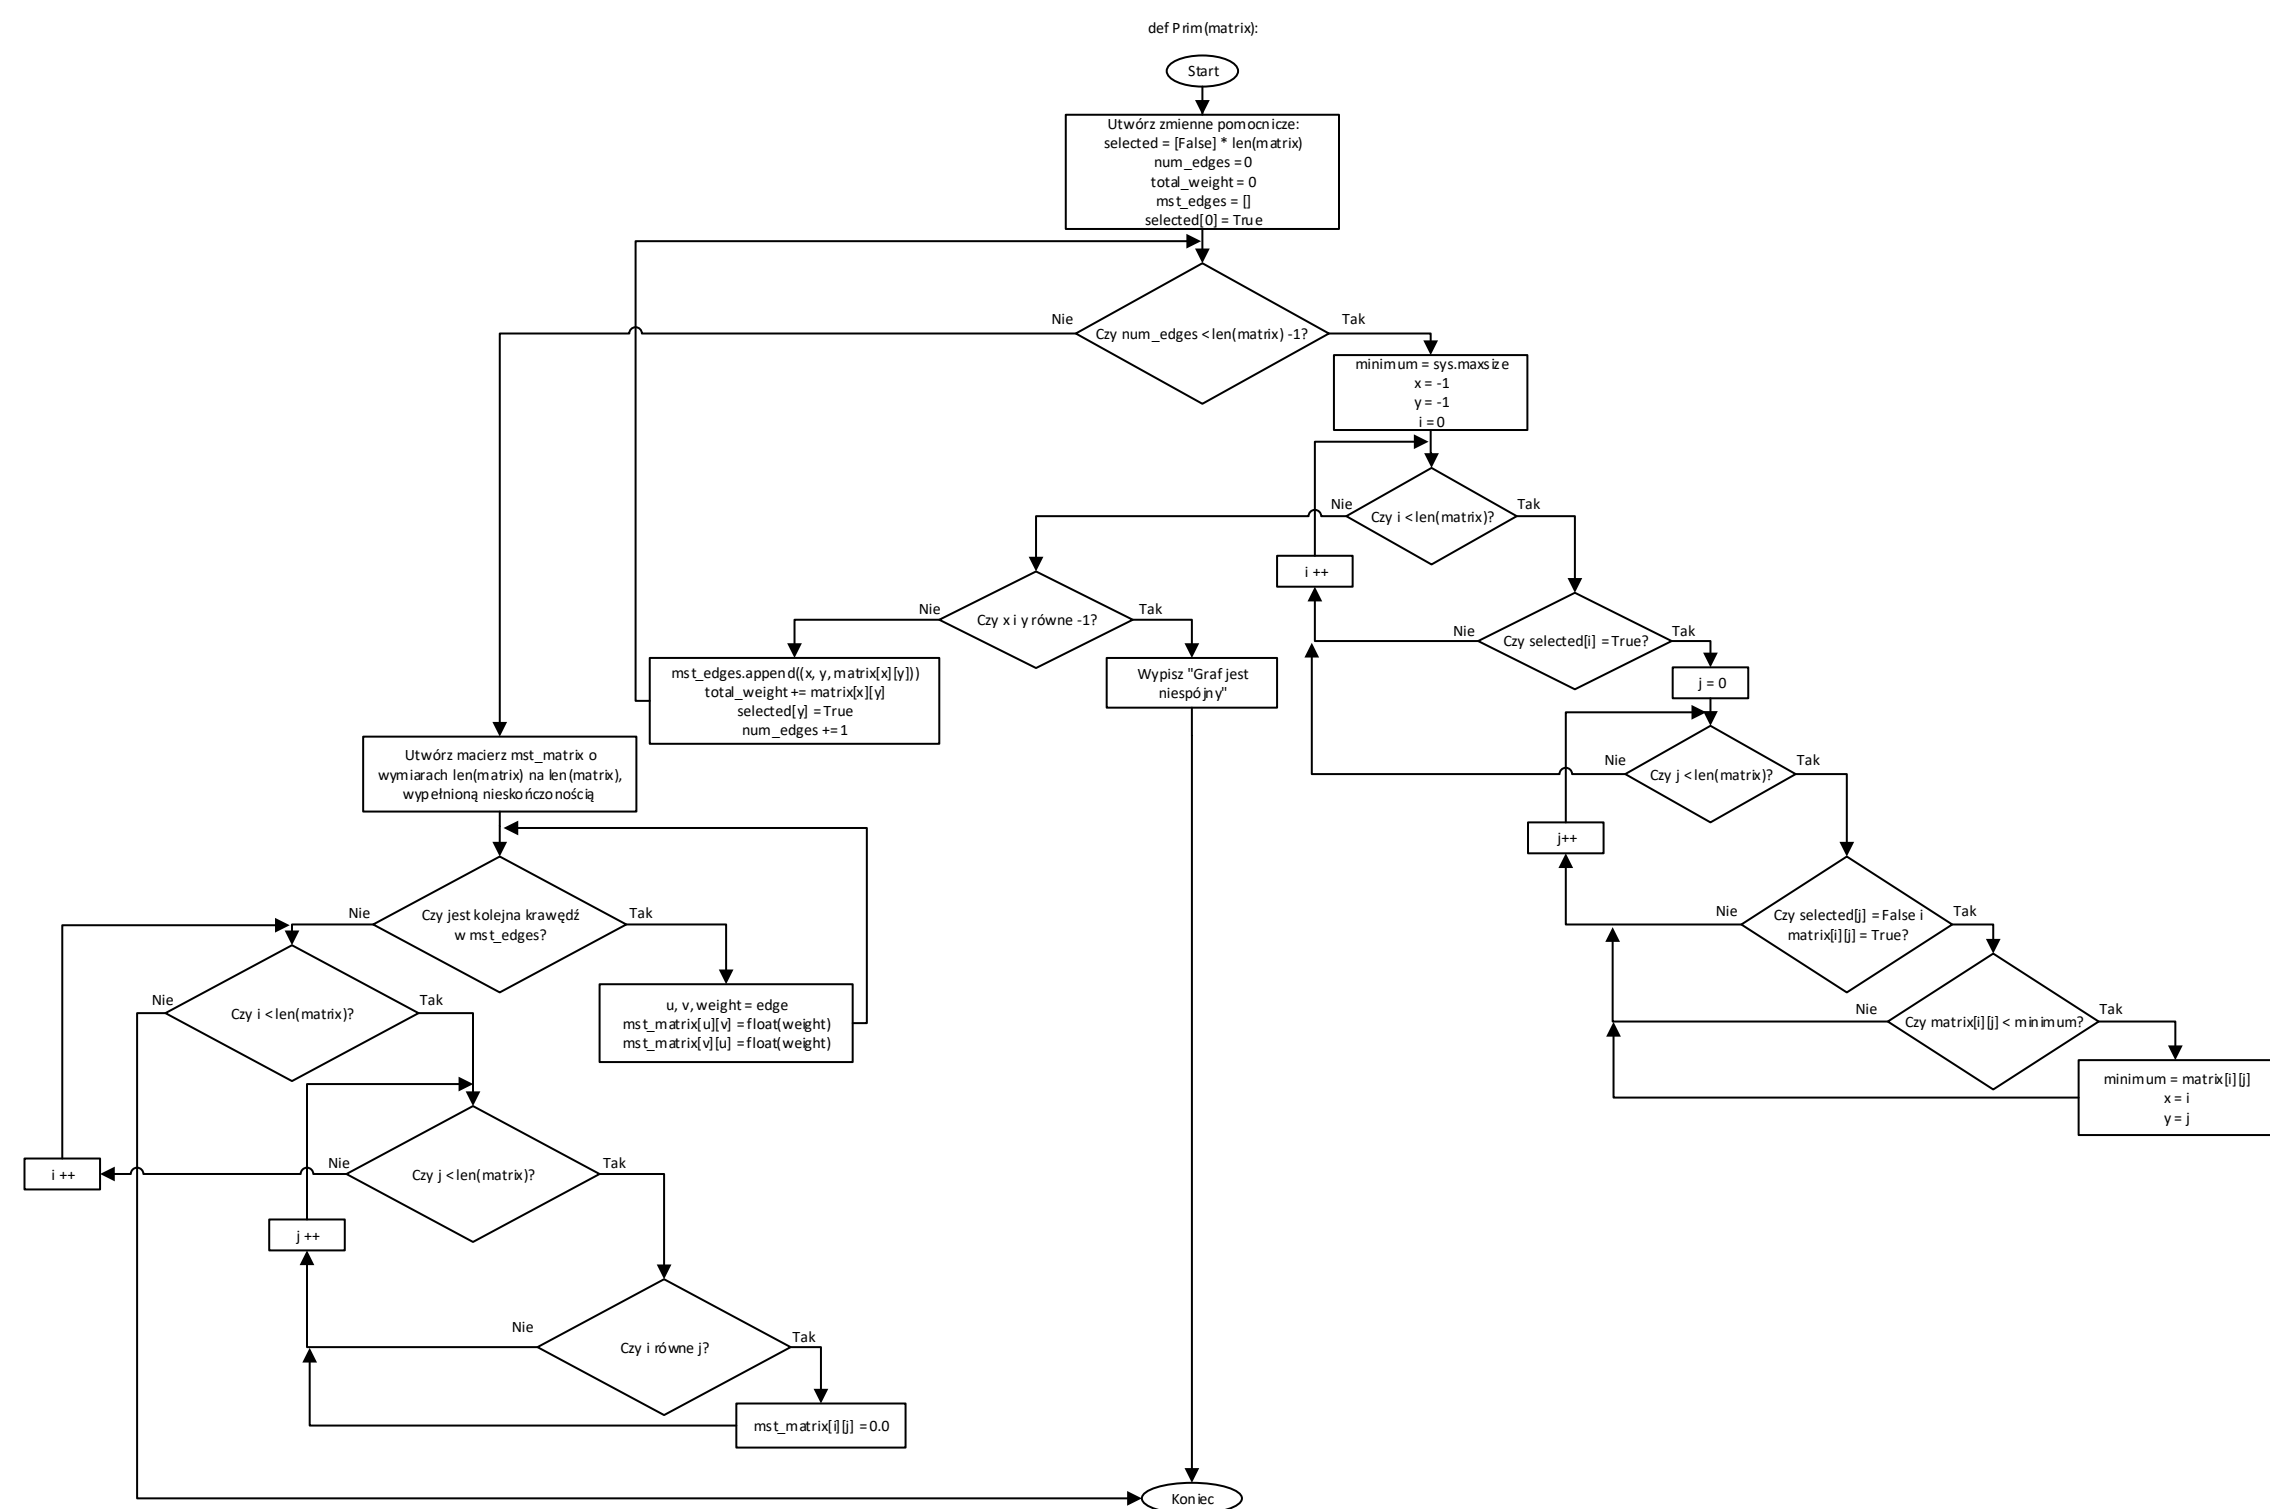 def Prim(matrix):
Start
Utwórz zmienne pomocnicze:
selected = [False] * len(matrix)
num_edges = 0
total_weight = 0
mst_edges = []
selected[0] = True
Nie
Czy num_edges < len(matrix) -1?
Tak
minimum = sys.maxsize
x = -1
y = -1
i = 0
Nie
Czy i < len(matrix)?
Tak
i ++
Nie
Czy x i y równe -1?
Tak
Nie
Czy selected[i] = True?
Tak
mst_edges.append((x, y, matrix[x][y]))
total_weight += matrix[x][y]
selected[y] = True
num_edges += 1
Wypisz "Graf jest
niespójny"
j = 0
Nie
Czy j < len(matrix)?
Tak
Utwórz macierz mst_matrix o
wymiarach len(matrix) na len(matrix),
wypełnioną nieskończonością
j++
Nie
Czy jest kolejna krawędź
w mst_edges?
Tak
Nie
Czy selected[j] = False i
matrix[i][j] = True?
Tak
Nie
Czy i < len(matrix)?
Tak
u, v, weight = edge
mst_matrix[u][v] = float(weight)
mst_matrix[v][u] = float(weight)
Nie
Czy matrix[i][j] < minimum?
Tak
minimum = matrix[i][j]
x = i
y = j
i ++
Nie
Czy j < len(matrix)?
Tak
j ++
Nie
Czy i równe j?
Tak
mst_matrix[i][j] = 0.0
Koniec